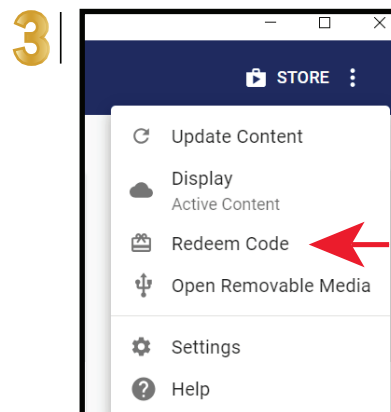 3
STORE
Update Content
Display
Active Content
Redeem Code
Open Removable Media
Settings
Help